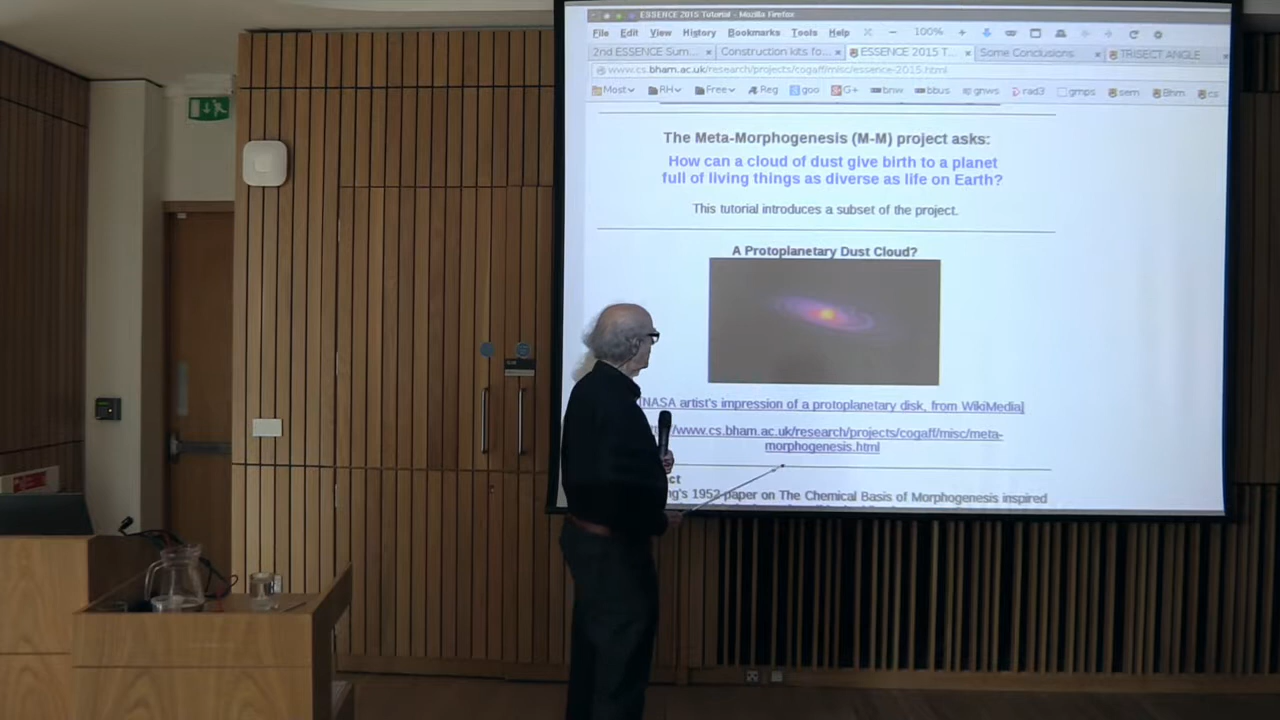 ESSENCE 2015 Tutorial - Mozilla Firefox
File Edit View History Bookmarks Tools Help
100%
2nd ESSENCE Sum...
Construction kits fo...
ESSENCE 2015 T...
Some Conclusions.
TRISECT ANGLE
www.cs.bham.ac.uk/research/projects/cogaff/misc/essence-2015.html
Most RH Free Reg goo G+ bnw bbus gnws rad3 gmps sem Bhm cs
The Meta-Morphogenesis (M-M) project asks:
How can a cloud of dust give birth to a planet
full of living things as diverse as life on Earth?
This tutorial introduces a subset of the project.
A Protoplanetary Dust Cloud?
[NASA artist's impression of a protoplanetary disk, from WikiMedia]
/www.cs.bham.ac.uk/research/projects/cogaff/misc/meta-
morphogenesis.html
ct
ng's 1952 paper on The Chemical Basis of Morphogenesis inspired